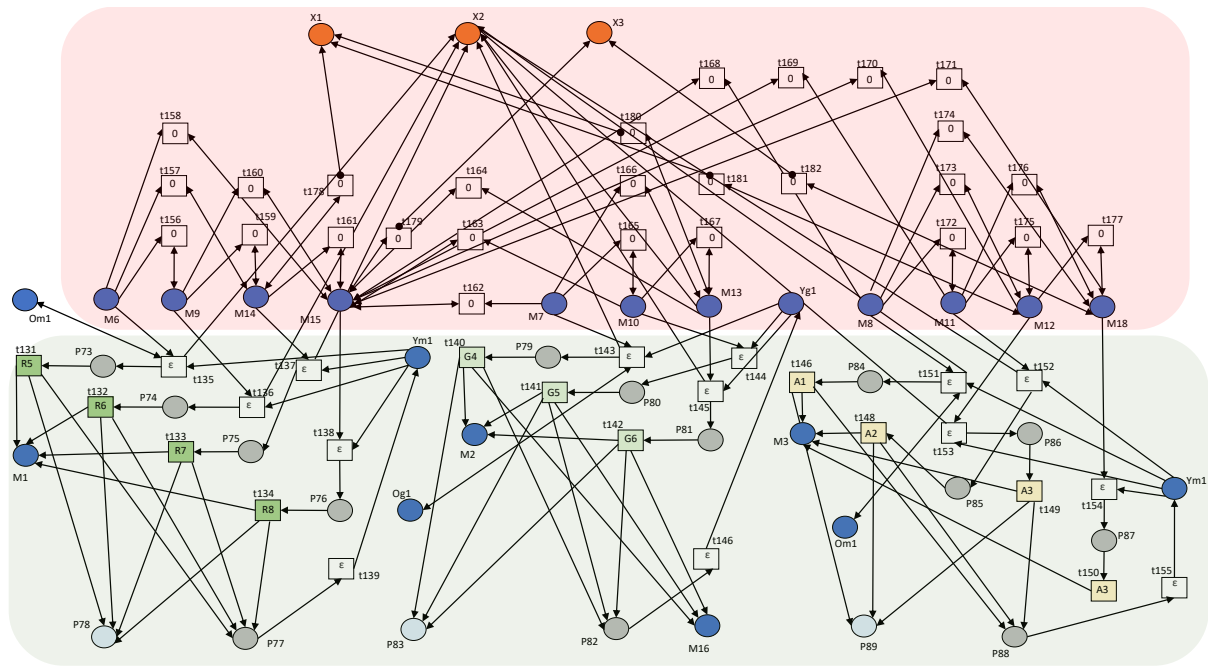 X1
X2
X3
t168
0
t169
0
t170
0
t171
0
t158
0
t180
0
t174
0
t157
0
t160
0
t178
0
t164
0
t166
0
t181
0
t182
0
t173
0
t176
0
t156
0
t159
0
t161
0
t179
0
t163
0
t165
0
t167
0
t172
0
t175
0
t177
0
t162
0
Om1
M6
M9
M14
M15
M7
M10
M13
Yg1
M8
M11
M12
M18
t131
R5
P73
ε
t135
t137
ε
Ym1
t140
G4
P79
t143
ε
ε
t144
t146
A1
P84
t151
ε
ε
t152
t132
R6
P74
t136
ε
t141
G5
P80
t145
ε
t133
R7
P75
t138
ε
M1
M2
t142
G6
P81
M3
t148
A2
ε
t153
P86
t134
R8
P76
Og1
P85
A3
t149
ε
t154
Ym1
Om1
P87
ε
t139
t146
ε
t150
A3
t155
ε
P78
P77
P83
P82
M16
P89
P88